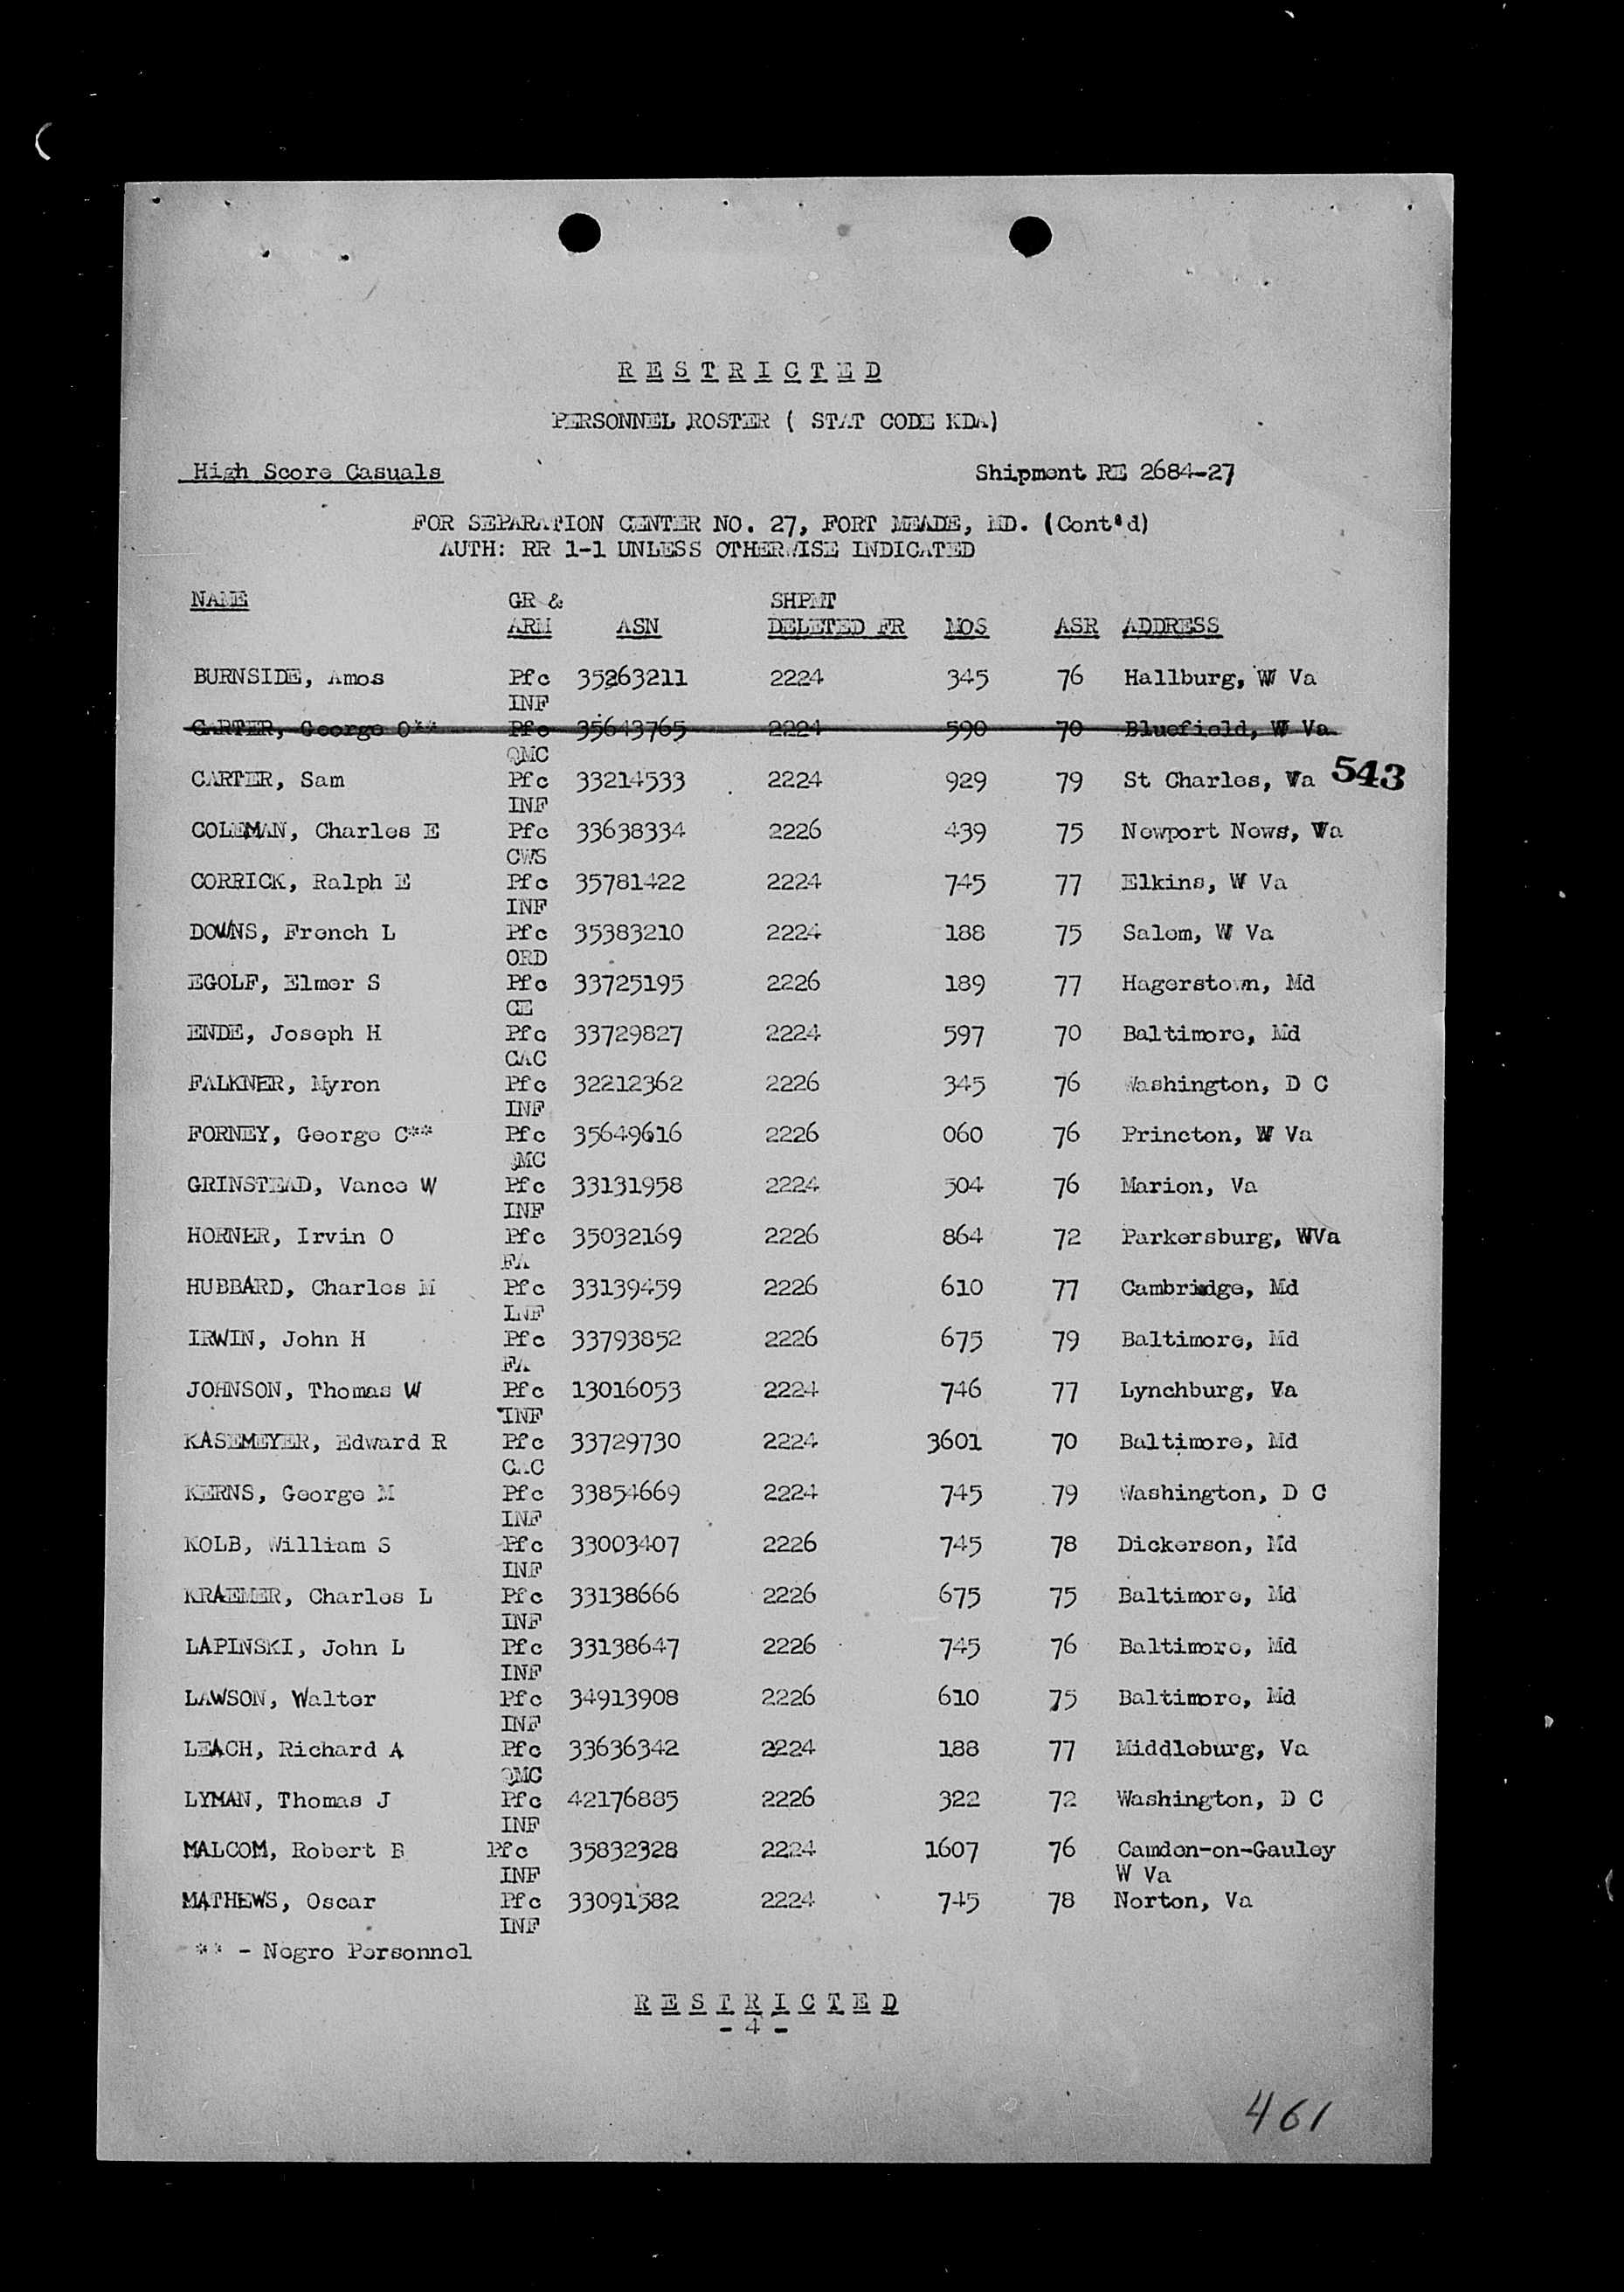 R E S T R I C T E D
PERSONNEL ROSTER ( STAT CODE KDA)
High Score Casuals Shipment RE 2684-27
FOR SEPARATION CENTER NO. 27, FORT MEADE, MD. (Cont'd)
AUTH: RR 1-1 UNLESS OTHERWISE INDICATED
NAME GR & SHPMT
ARM ASN DELETED FR MOS ASR ADDRESS
BURNSIDE, Amos Pfc 35263211 2224 345 76 Hallburg, W Va
INF
CARTER, George O** Pfc 35643765 2224 590 70 Bluefield, W Va
QMC
CARTER, Sam Pfc 33214533 2224 929 79 St Charles, Va 543
INF
COLEMAN, Charles E Pfc 33638334 2226 439 75 Newport News, Va
CWS
CORRICK, Ralph E Pfc 35781422 2224 745 77 Elkins, W Va
INF
DOWNS, French L Pfc 35383210 2224 188 75 Salem, W Va
ORD
EGOLF, Elmer S Pfc 33725195 2226 189 77 Hagerstown, Md
CE
ENDE, Joseph H Pfc 33729827 2224 597 70 Baltimore, Md
CAC
FALKNER, Myron Pfc 32212362 2226 345 76 Washington, D C
INF
FORNEY, George C** Pfc 35649616 2226 060 76 Princton, W Va
QMC
GRINSTEAD, Vance W Pfc 33131958 2224 504 76 Marion, Va
INF
HORNER, Irvin O Pfc 35032169 2226 864 72 Parkersburg, WVa
FA
HUBBARD, Charles M Pfc 33139459 2226 610 77 Cambridge, Md
INF
IRWIN, John H Pfc 33793852 2226 675 79 Baltimore, Md
FA
JOHNSON, Thomas W Pfc 13016053 2224 746 77 Lynchburg, Va
INF
KASEMEYER, Edward R Pfc 33729730 2224 3601 70 Baltimore, Md
CAC
KERNS, George M Pfc 33854669 2224 745 79 Washington, D C
INF
KOLB, William S Pfc 33003407 2226 745 78 Dickerson, Md
INF
KRAEMER, Charles L Pfc 33138666 2226 675 75 Baltimore, Md
INF
LAPINSKI, John L Pfc 33138647 2226 745 76 Baltimore, Md
INF
LAWSON, Walter Pfc 34913908 2226 610 75 Baltimore, Md
INF
LEACH, Richard A Pfc 33636342 2224 188 77 Middleburg, Va
QMC
LYMAN, Thomas J Pfc 42176885 2226 322 72 Washington, D C
INF
MALCOM, Robert B Pfc 35832328 2224 1607 76 Camden-on-Gauley
INF W Va
MATHEWS, Oscar Pfc 33091582 2224 745 78 Norton, Va
INF
** - Negro Personnel
R E S T R I C T E D
- 4 -
461